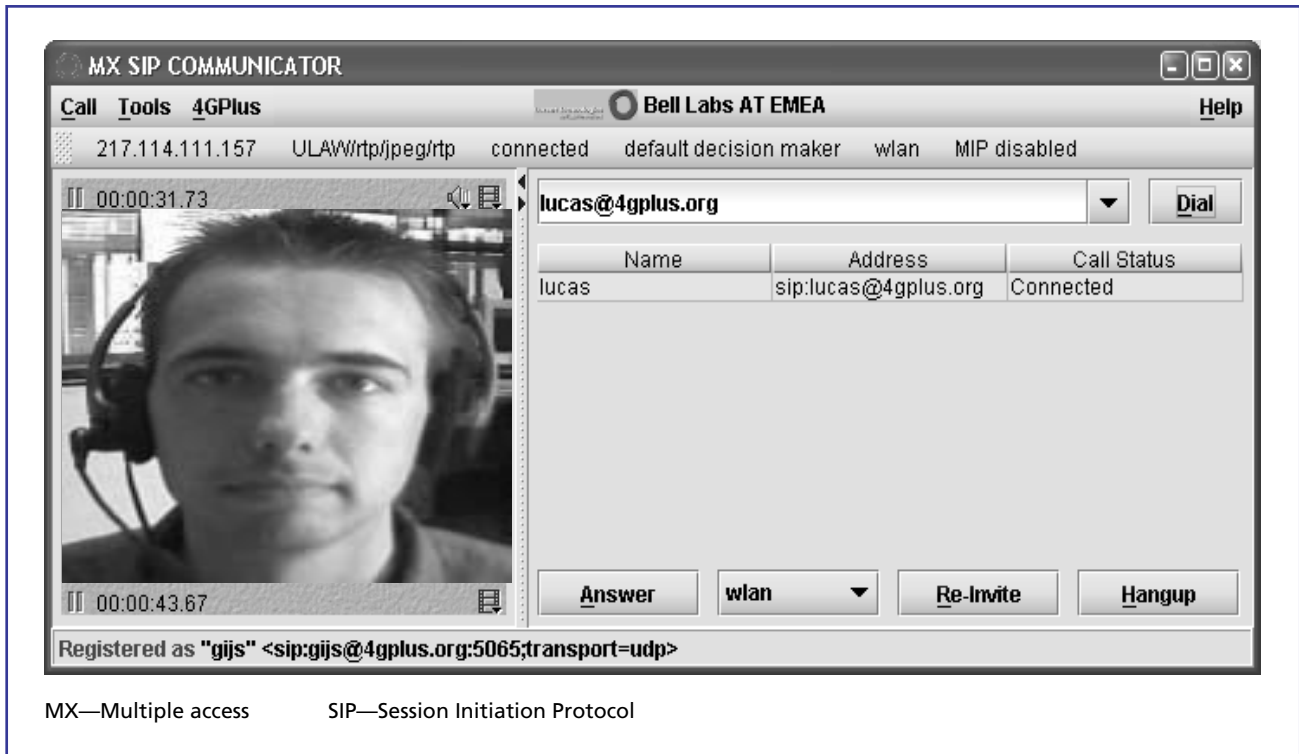 MX SIP COMMUNICATOR
Call Tools 4GPlus Bell Labs AT EMEA Help
217.114.111.157 ULAW/rtp/jpeg/rtp connected default decision maker wlan MIP disabled
00:00:31.73
lucas@4gplus.org Dial
Name Address Call Status
lucas sip:lucas@4gplus.org Connected
00:00:43.67
Answer wlan Re-Invite Hangup
Registered as "gijs" <sip:gijs@4gplus.org:5065;transport=udp>
MX—Multiple access SIP—Session Initiation Protocol